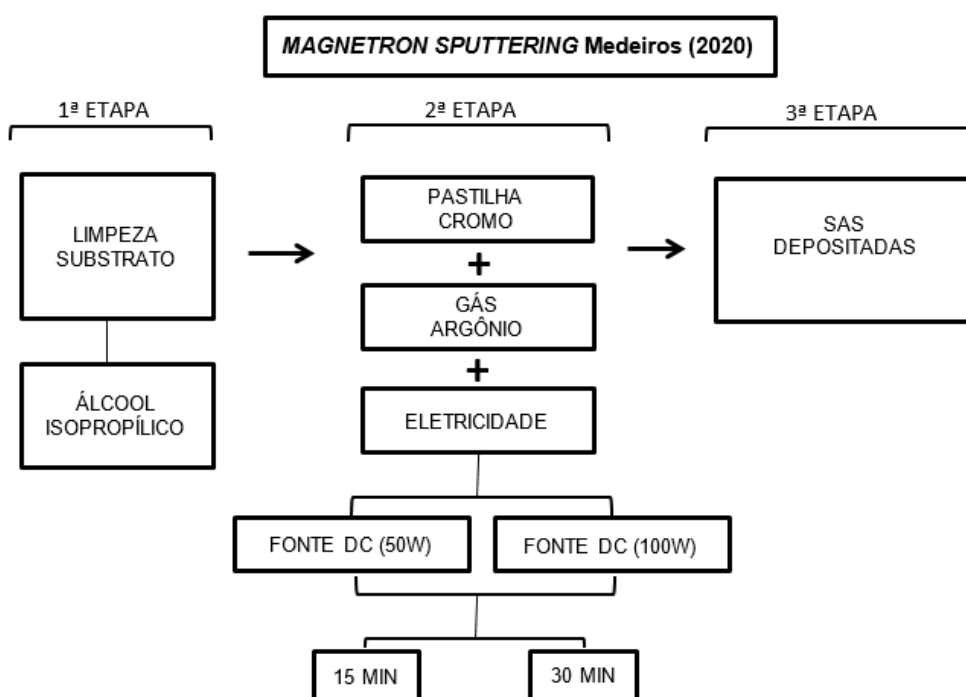 MAGNETRON SPUTTERING Medeiros (2020)
1ª ETAPA
LIMPEZA
SUBSTRATO
ÁLCOOL
ISOPROPÍLICO
2ª ETAPA
PASTILHA
CROMO
+
GÁS
ARGÔNIO
+
ELETRICIDADE
FONTE DC (50W)
FONTE DC (100W)
15 MIN
30 MIN
3ª ETAPA
SAS
DEPOSITADAS